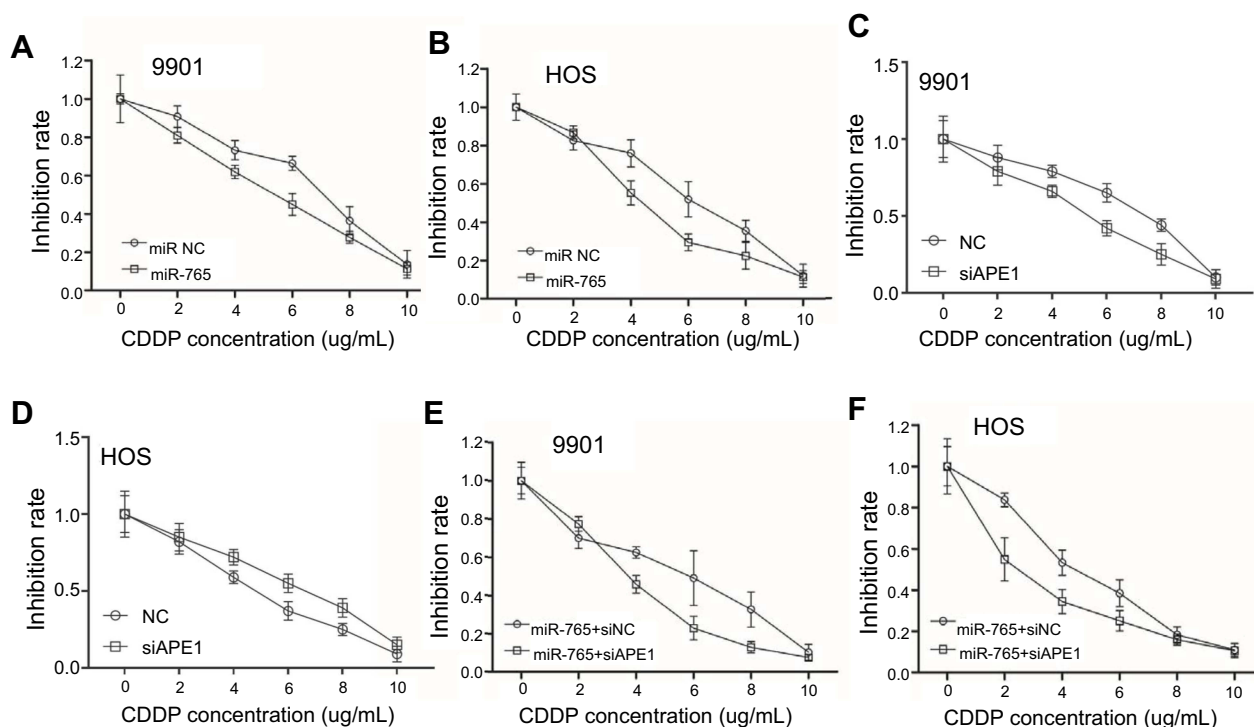 A
9901
1.2
1.0
0.8
0.6
0.4
0.2
0.0
Inhibition rate
miR NC
miR-765
0 2 4 6 8 10
CDDP concentration (ug/mL)
B
HOS
1.2
1.0
0.8
0.6
0.4
0.2
0.0
Inhibition rate
miR NC
miR-765
0 2 4 6 8 10
CDDP concentration (ug/mL)
C
9901
1.5
1.0
0.5
0.0
Inhibition rate
NC
siAPE1
0 2 4 6 8 10
CDDP concentration (ug/mL)
D
HOS
1.5
1.0
0.5
0.0
Inhibition rate
NC
siAPE1
0 2 4 6 8 10
CDDP concentration (ug/mL)
E
9901
1.2
1.0
0.8
0.6
0.4
0.2
0.0
Inhibition rate
miR-765+siNC
miR-765+siAPE1
0 2 4 6 8 10
CDDP concentration (ug/mL)
F
HOS
1.2
1.0
0.8
0.6
0.4
0.2
0.0
Inhibition rate
miR-765+siNC
miR-765+siAPE1
0 2 4 6 8 10
CDDP concentration (ug/mL)